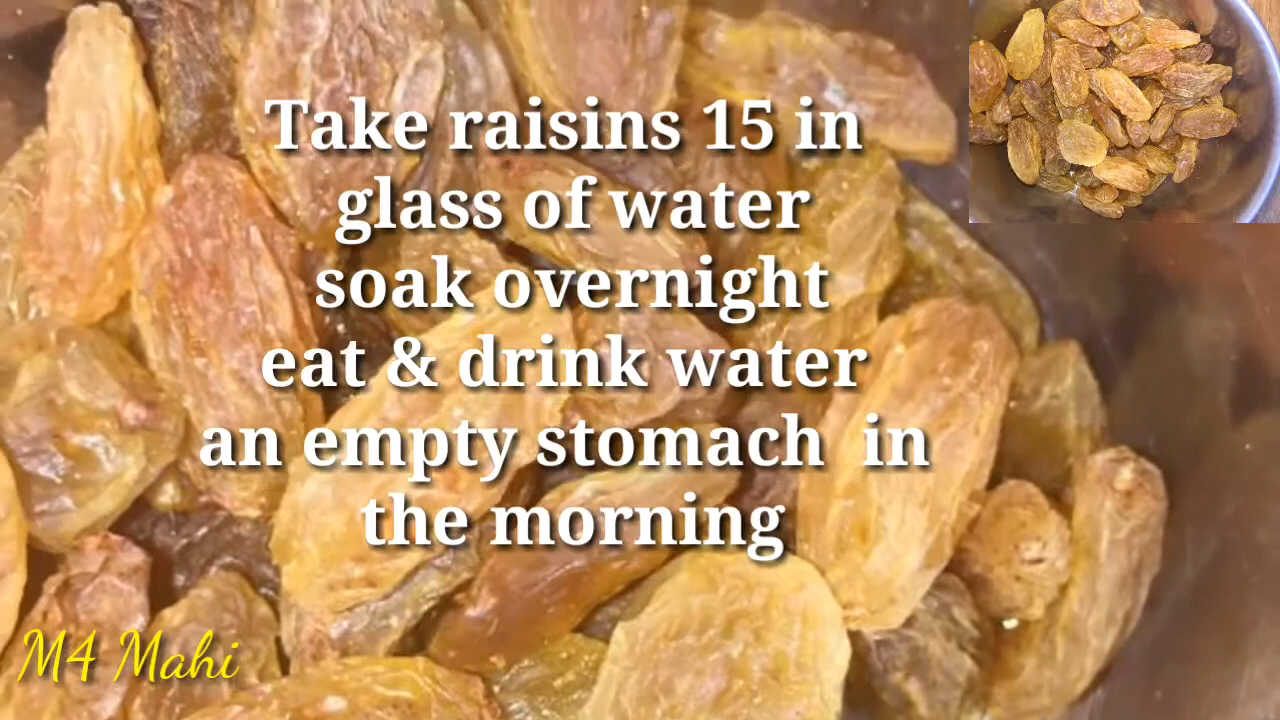 Take raisins 15 in
glass of water
soak overnight
eat & drink water
an empty stomach in
the morning
M4 Mahi